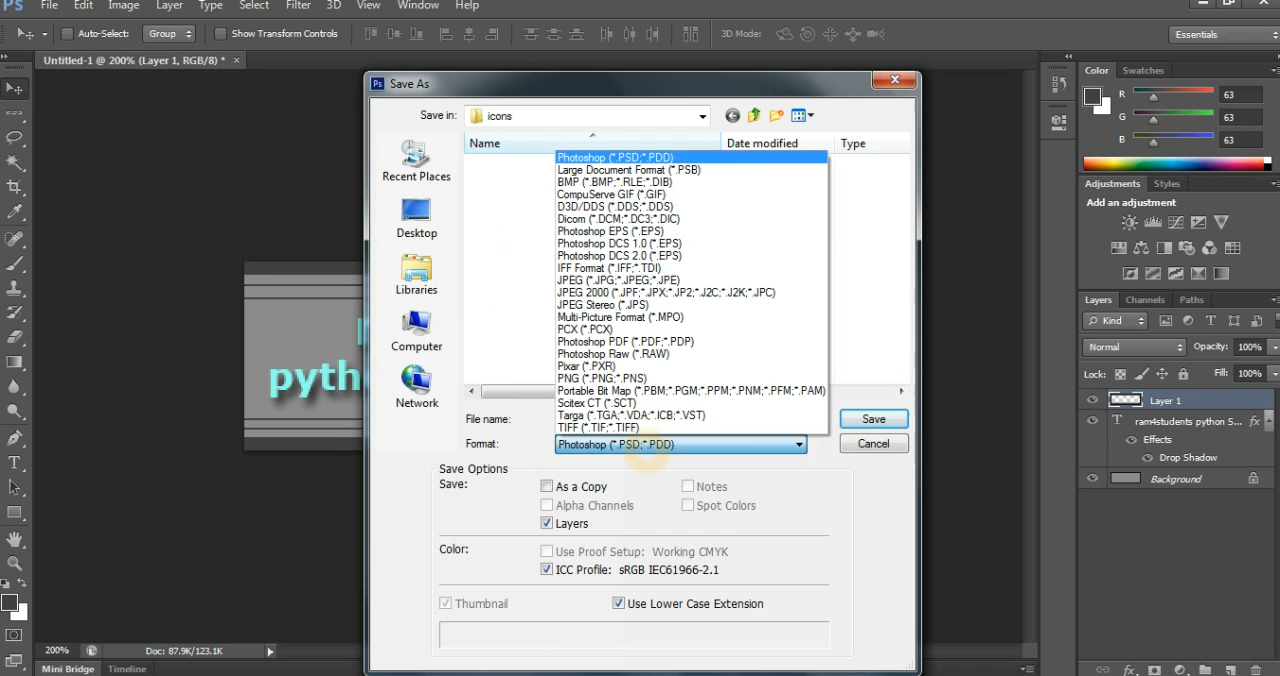 Ps File Edit Image Layer Type Select Filter 3D View Window Help
Auto-Select: Group Show Transform Controls 3D Mode: Essentials
Untitled-1 @ 200% (Layer 1, RGB/8) * ×
pyth
200% Doc: 87.9K/123.1K
Mini Bridge Timeline
Ps Save As
Save in: icons
Recent Places
Desktop
Libraries
Computer
Network
Name Date modified Type
Photoshop (*.PSD;*.PDD)
Large Document Format (*.PSB)
BMP (*.BMP;*.RLE;*.DIB)
CompuServe GIF (*.GIF)
D3D/DDS (*.DDS;*.DDS)
Dicom (*.DCM;*.DC3;*.DIC)
Photoshop EPS (*.EPS)
Photoshop DCS 1.0 (*.EPS)
Photoshop DCS 2.0 (*.EPS)
IFF Format (*.IFF;*.TDI)
JPEG (*.JPG;*.JPEG;*.JPE)
JPEG 2000 (*.JPF;*.JPX;*.JP2;*.J2C;*.J2K;*.JPC)
JPEG Stereo (*.JPS)
Multi-Picture Format (*.MPO)
PCX (*.PCX)
Photoshop PDF (*.PDF;*.PDP)
Photoshop Raw (*.RAW)
Pixar (*.PXR)
PNG (*.PNG;*.PNS)
Portable Bit Map (*.PBM;*.PGM;*.PPM;*.PNM;*.PFM;*.PAM)
Scitex CT (*.SCT)
Targa (*.TGA;*.VDA;*.ICB;*.VST)
TIFF (*.TIF;*.TIFF)
File name: Save
Format: Photoshop (*.PSD;*.PDD) Cancel
Save Options
Save: As a Copy Notes
Alpha Channels Spot Colors
Layers
Color: Use Proof Setup: Working CMYK
ICC Profile: sRGB IEC61966-2.1
Thumbnail Use Lower Case Extension
Color Swatches
R 63
G 63
B 63
Adjustments Styles
Add an adjustment
Layers Channels Paths
Kind
Normal Opacity: 100%
Lock: Fill: 100%
Layer 1
T ram4students python S... fx
Effects
Drop Shadow
Background
fx